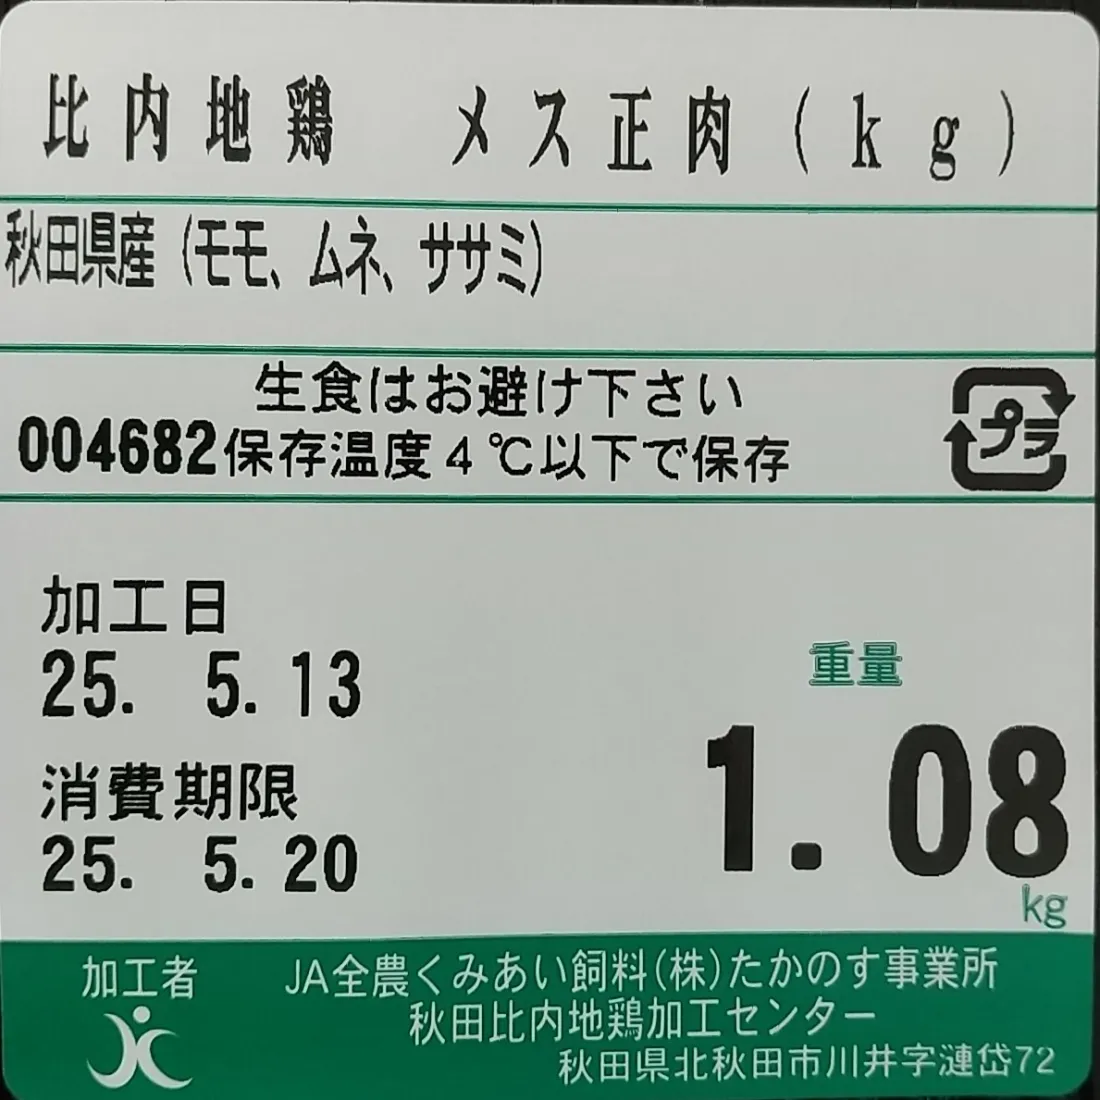 比内地鶏 メス正肉(kg)
秋田県産(モモ、ムネ、ササミ)
生食はお避け下さい
004682保存温度4℃以下で保存
プラ
加工日
25. 5.13
消費期限
25. 5.20
重量
1.08
kg
加工者
JA全農くみあい飼料(株)たかのす事業所
秋田比内地鶏加工センター
秋田県北秋田市川井字漣岱72